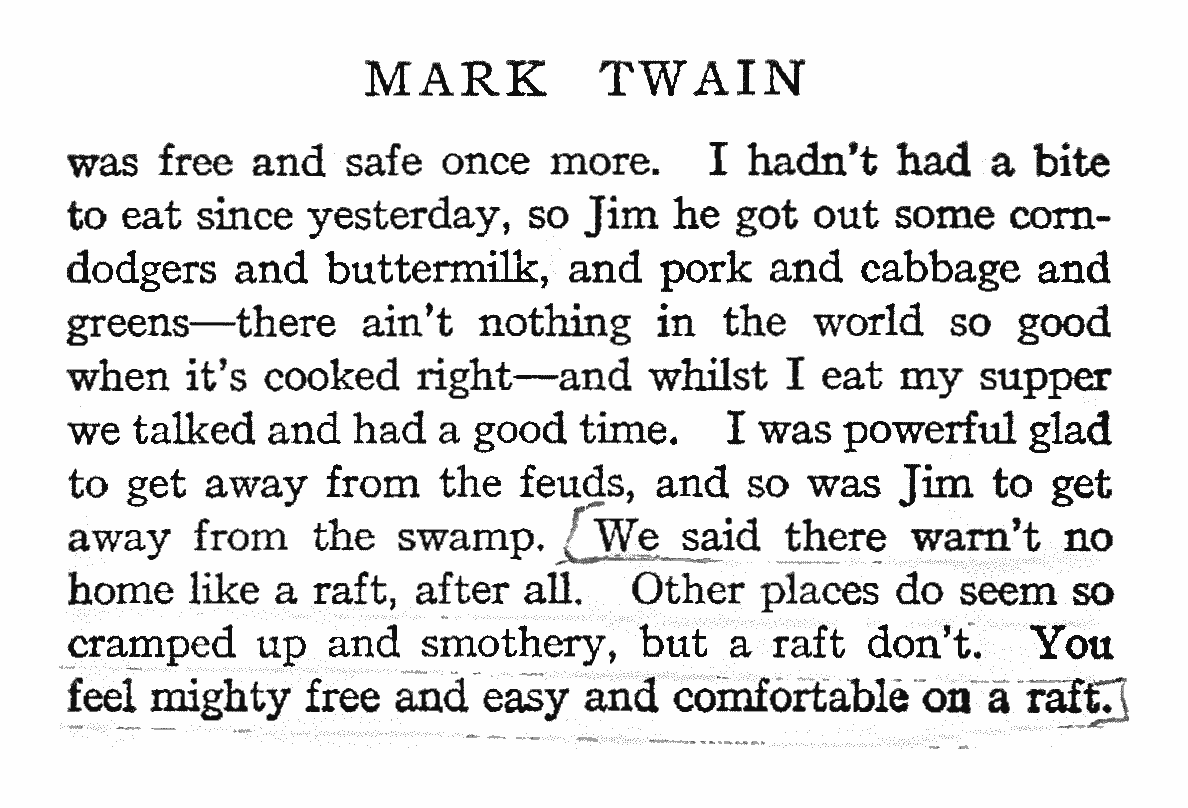 MARK TWAIN
was free and safe once more. I hadn't had a bite
to eat since yesterday, so Jim he got out some corn-
dodgers and buttermilk, and pork and cabbage and
greens—there ain't nothing in the world so good
when it's cooked right—and whilst I eat my supper
we talked and had a good time. I was powerful glad
to get away from the feuds, and so was Jim to get
away from the swamp. We said there warn't no
home like a raft, after all. Other places do seem so
cramped up and smothery, but a raft don't. You
feel mighty free and easy and comfortable on a raft.